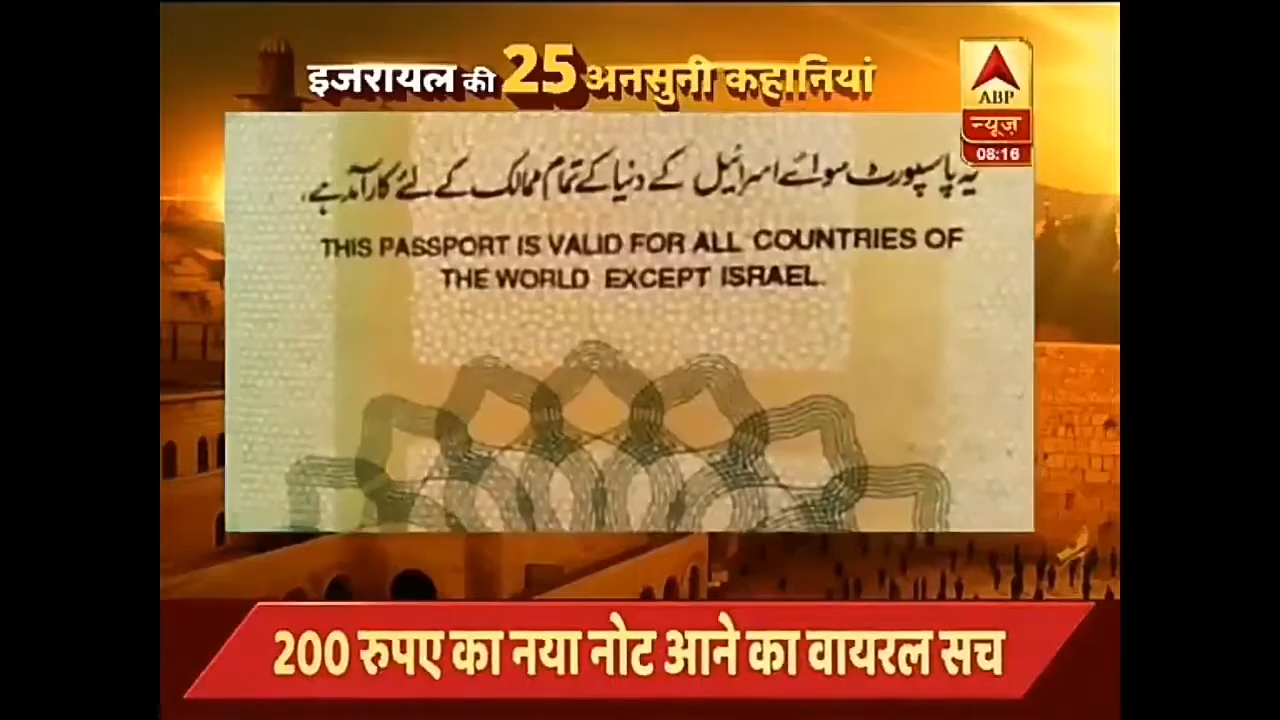 इजरायल की 25 अनसुनी कहानियां
ABP
न्यूज़
08:16
یہ پاسپورٹ سوائے اسرائیل کے دنیا کے تمام ممالک کے لئے کارآمد ہے۔
THIS PASSPORT IS VALID FOR ALL COUNTRIES OF
THE WORLD EXCEPT ISRAEL.
200 रुपए का नया नोट आने का वायरल सच